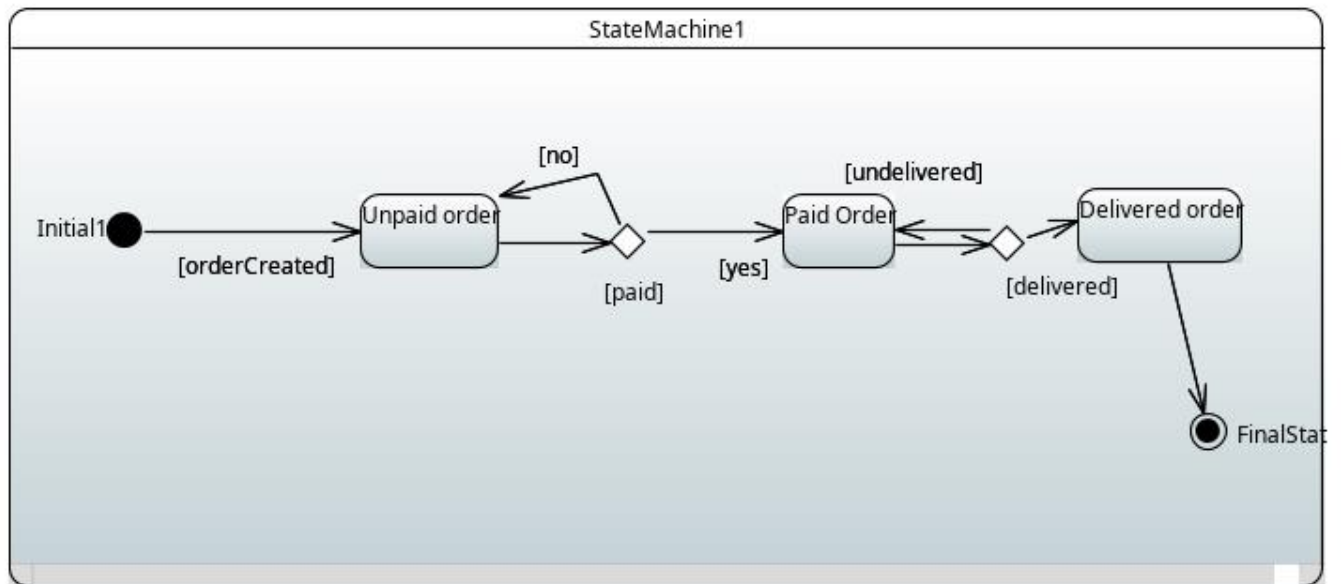 StateMachine1
[no]
[undelivered]
Initial1
Unpaid order
Paid Order
Delivered order
[orderCreated]
[yes]
[paid]
[delivered]
FinalStat